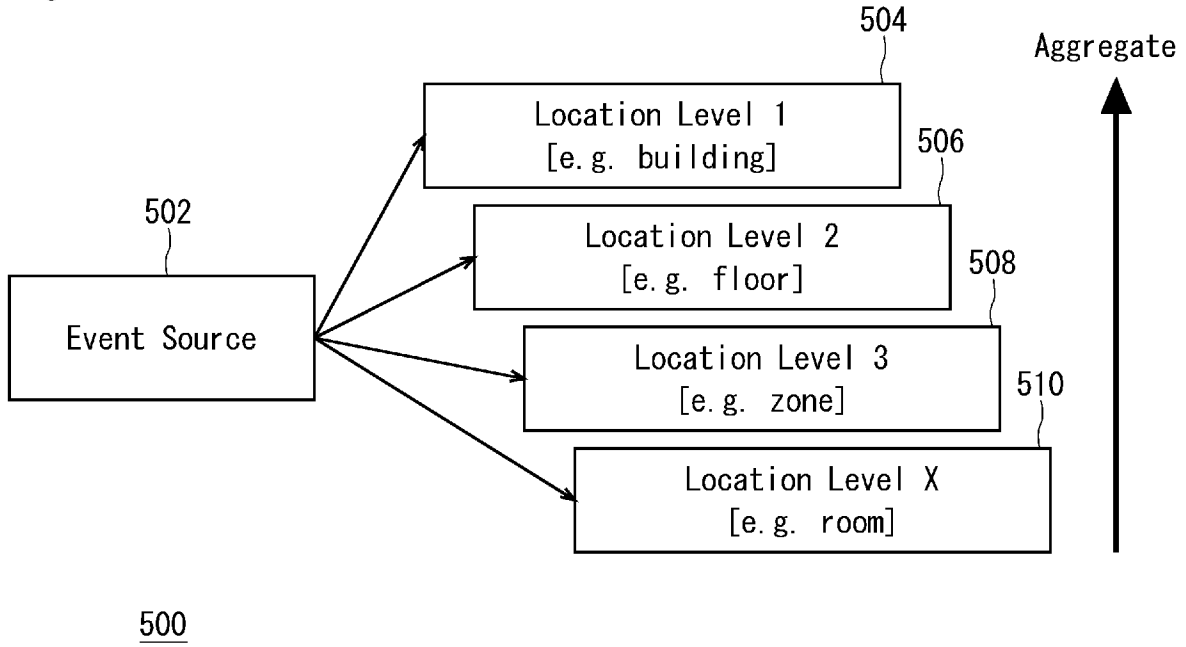 504
Aggregate
Location Level 1
[e.g. building]
506
Location Level 2
[e.g. floor]
502
508
Event Source
Location Level 3
[e.g. zone]
510
Location Level X
[e.g. room]
500